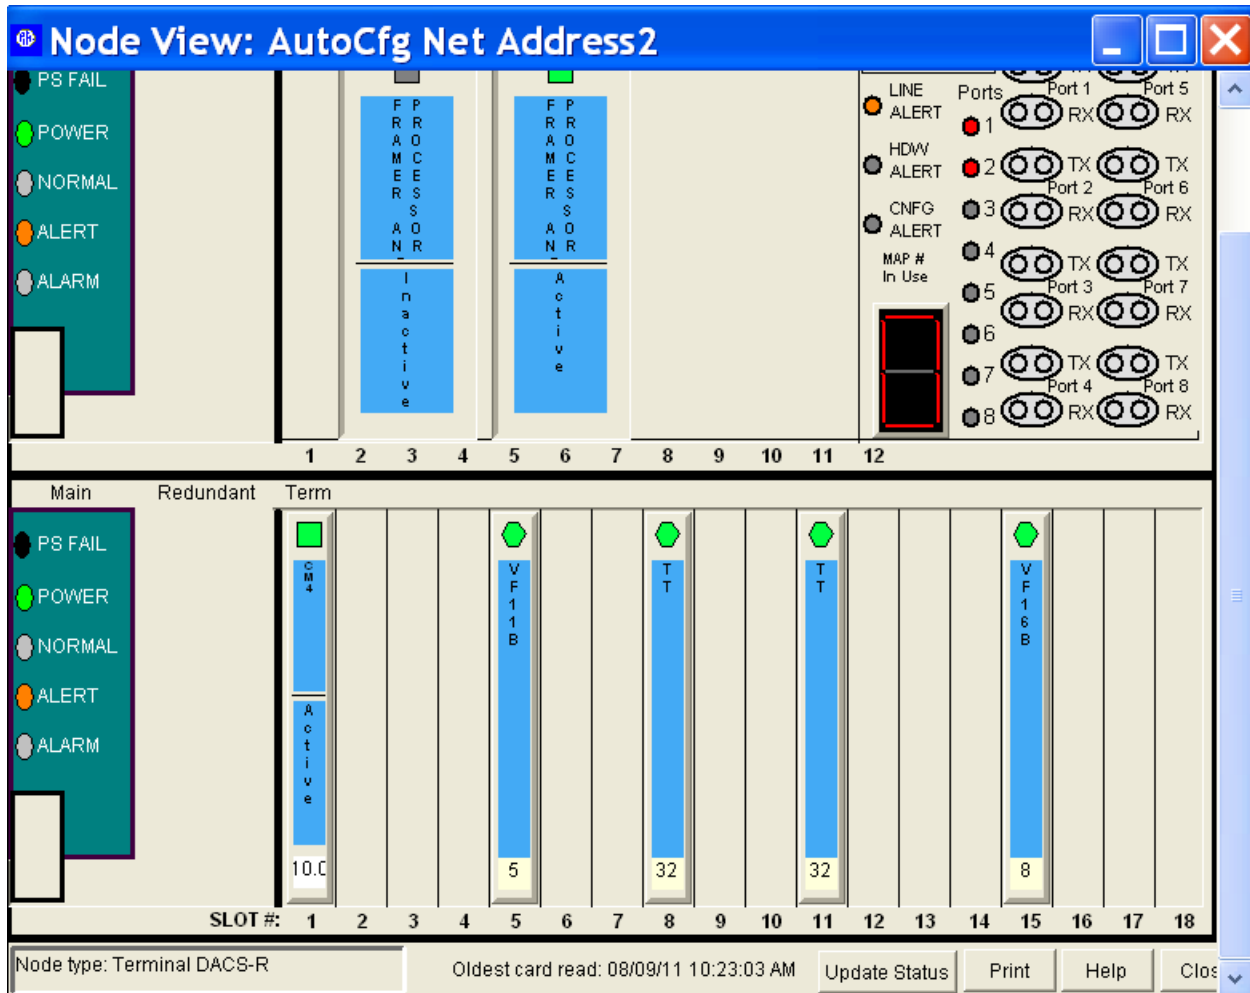 Node View: AutoCfg Net Address2
PS FAIL
POWER
NORMAL
ALERT
ALARM
FRAMER AN
PROCESSOR
Inactive
FRAMER AN
PROCESSOR
Active
LINE
ALERT
HDW
ALERT
CNFG
ALERT
MAP #
In Use
Ports
1
2
3
4
5
6
7
8
Port 1 Port 5
RX RX
TX TX
Port 2 Port 6
RX RX
TX TX
Port 3 Port 7
RX RX
TX TX
Port 4 Port 8
RX RX
1 2 3 4 5 6 7 8 9 10 11 12
Main Redundant Term
PS FAIL
POWER
NORMAL
ALERT
ALARM
CM4
Active
10.0
VF11B
5
TT
32
TT
32
VF16B
8
SLOT #: 1 2 3 4 5 6 7 8 9 10 11 12 13 14 15 16 17 18
Node type: Terminal DACS-R
Oldest card read: 08/09/11 10:23:03 AM
Update Status
Print
Help
Clos